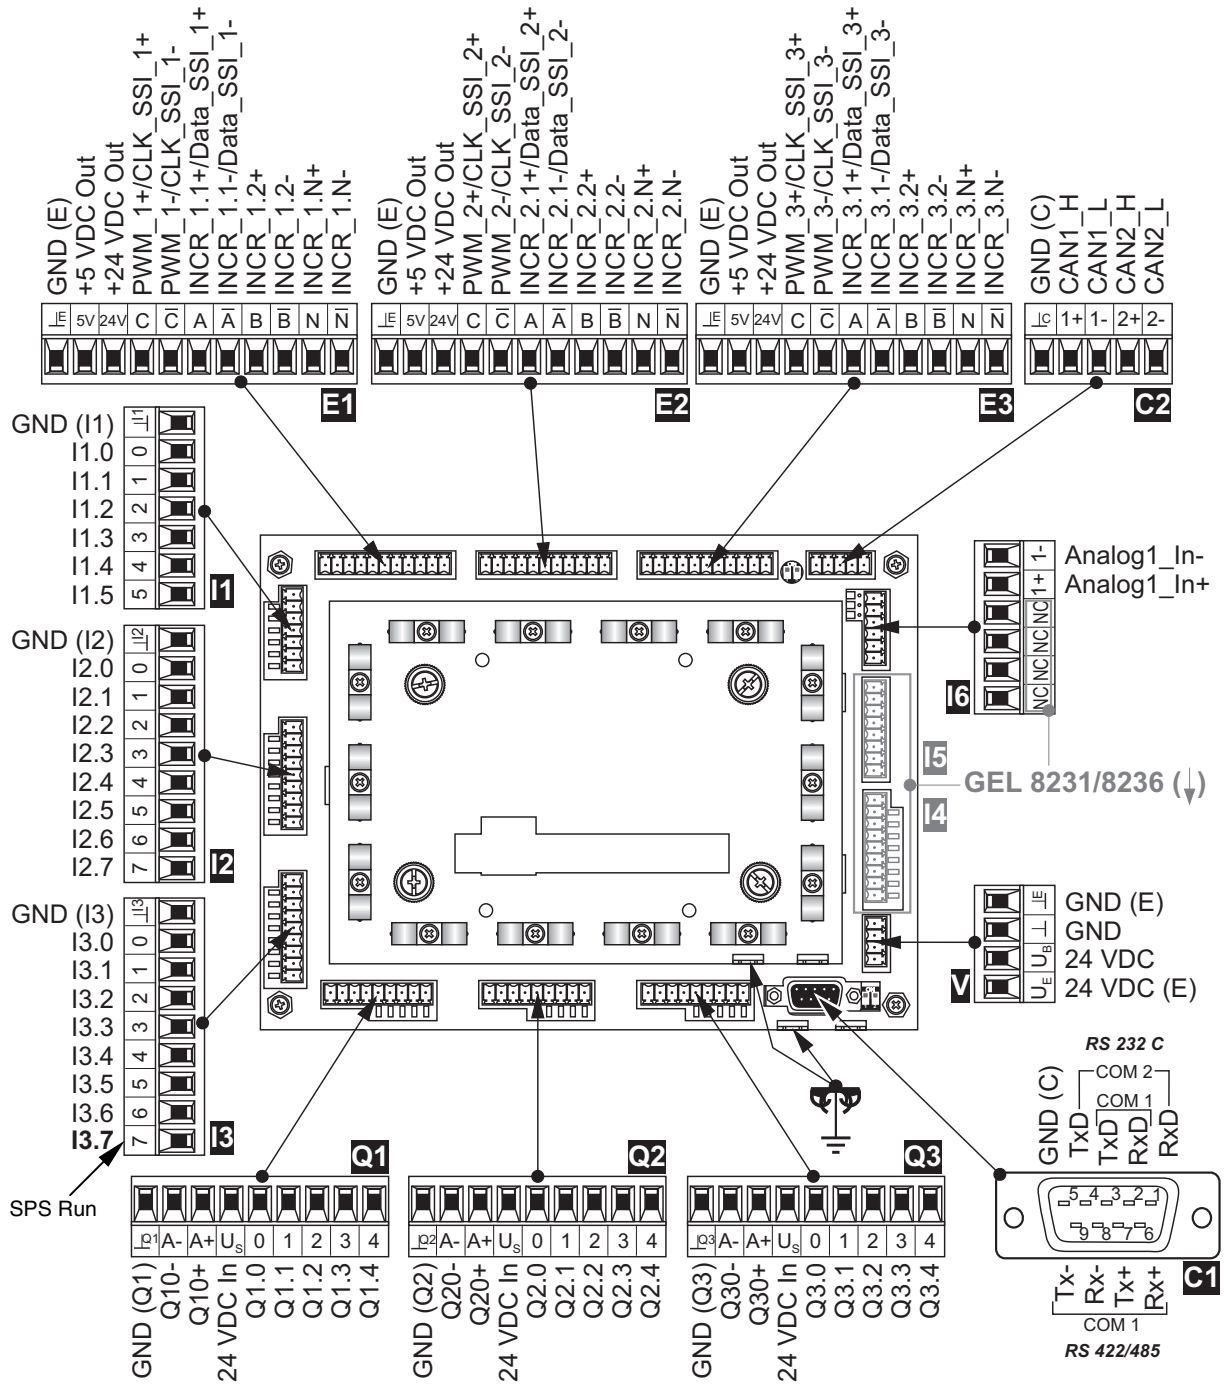 GND (E)
+5 VDC Out
+24 VDC Out
PWM_1+/CLK_SSI_1+
PWM_1-/CLK_SSI_1-
INCR_1.1+/Data_SSI_1+
INCR_1.1-/Data_SSI_1-
INCR_1.2+
INCR_1.2-
INCR_1.N+
INCR_1.N-
⊥E 5V 24V C C̅ A A̅ B B̅ N N̅
E1
GND (E)
+5 VDC Out
+24 VDC Out
PWM_2+/CLK_SSI_2+
PWM_2-/CLK_SSI_2-
INCR_2.1+/Data_SSI_2+
INCR_2.1-/Data_SSI_2-
INCR_2.2+
INCR_2.2-
INCR_2.N+
INCR_2.N-
⊥E 5V 24V C C̅ A A̅ B B̅ N N̅
E2
GND (E)
+5 VDC Out
+24 VDC Out
PWM_3+/CLK_SSI_3+
PWM_3-/CLK_SSI_3-
INCR_3.1+/Data_SSI_3+
INCR_3.1-/Data_SSI_3-
INCR_3.2+
INCR_3.2-
INCR_3.N+
INCR_3.N-
⊥E 5V 24V C C̅ A A̅ B B̅ N N̅
E3
GND (C)
CAN1_H
CAN1_L
CAN2_H
CAN2_L
⊥C 1+ 1- 2+ 2-
C2
GND (I1) ⊥I1
I1.0 0
I1.1 1
I1.2 2
I1.3 3
I1.4 4
I1.5 5
I1
GND (I2) ⊥I2
I2.0 0
I2.1 1
I2.2 2
I2.3 3
I2.4 4
I2.5 5
I2.6 6
I2.7 7
I2
GND (I3) ⊥I3
I3.0 0
I3.1 1
I3.2 2
I3.3 3
I3.4 4
I3.5 5
I3.6 6
I3.7 7
I3
SPS Run
1- Analog1_In-
1+ Analog1_In+
NC
NC
NC
NC
I6
I5
GEL 8231/8236 (↓)
I4
⊥E GND (E)
⊥ GND
UB 24 VDC
UE 24 VDC (E)
V
Q1
⊥Q1 A- A+ US 0 1 2 3 4
GND (Q1)
Q10-
Q10+
24 VDC In
Q1.0
Q1.1
Q1.2
Q1.3
Q1.4
Q2
⊥Q2 A- A+ US 0 1 2 3 4
GND (Q2)
Q20-
Q20+
24 VDC In
Q2.0
Q2.1
Q2.2
Q2.3
Q2.4
Q3
⊥Q3 A- A+ US 0 1 2 3 4
GND (Q3)
Q30-
Q30+
24 VDC In
Q3.0
Q3.1
Q3.2
Q3.3
Q3.4
RS 232 C
COM 2
COM 1
GND (C)
TxD
TxD
RxD
RxD
5 4 3 2 1
9 8 7 6
C1
Tx-
Rx-
Tx+
Rx+
COM 1
RS 422/485